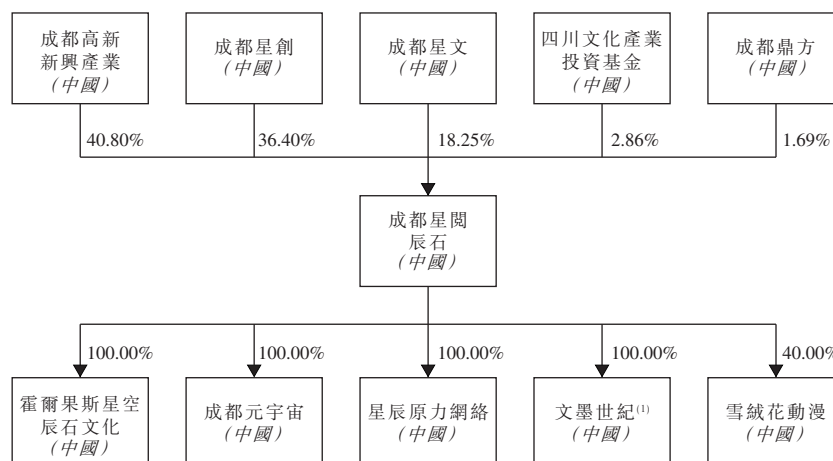 成都高新
新興產業
(中國)
成都星創
(中國)
成都星文
(中國)
四川文化產業
投資基金
(中國)
成都鼎方
(中國)
40.80%
36.40%
18.25%
2.86%
1.69%
成都星閱
辰石
(中國)
100.00%
100.00%
100.00%
100.00%
40.00%
霍爾果斯星空
辰石文化
(中國)
成都元宇宙
(中國)
星辰原力網絡
(中國)
文墨世紀(1)
(中國)
雪絨花動漫
(中國)